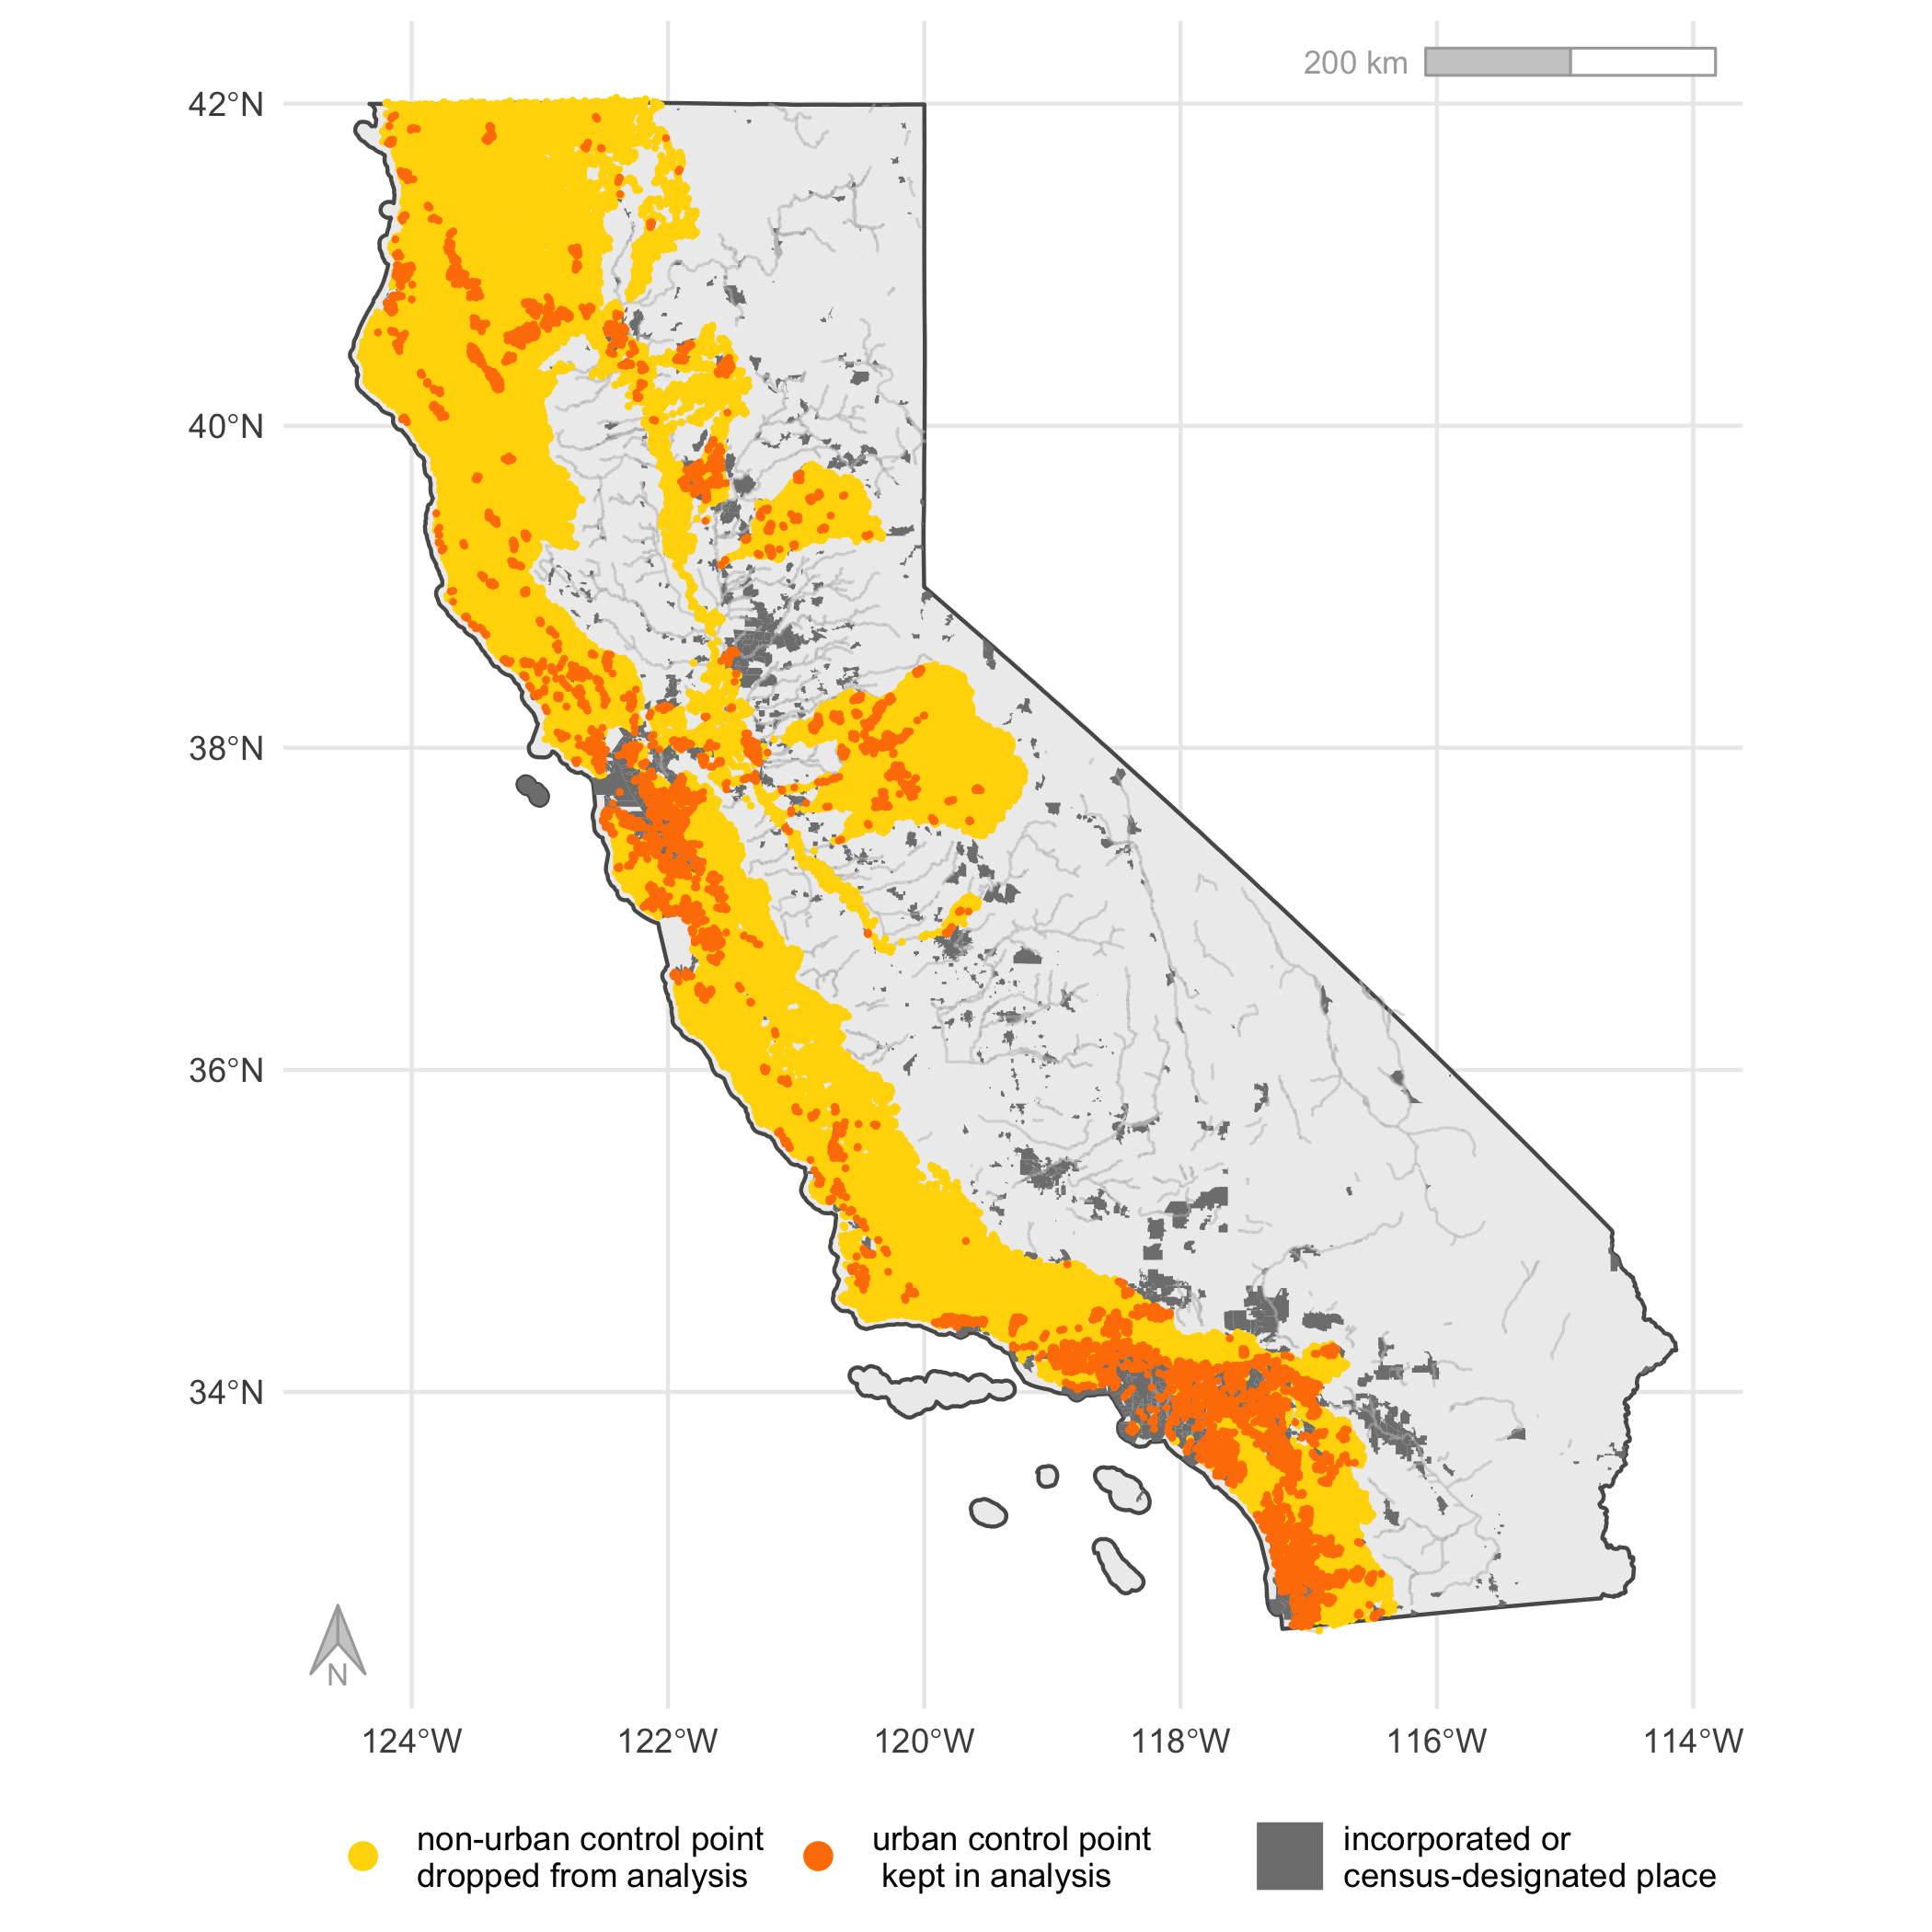 200 km
42°N
40°N
38°N
36°N
34°N
N
124°W 122°W 120°W 118°W 116°W 114°W
non-urban control point
dropped from analysis
urban control point
kept in analysis
incorporated or
census-designated place